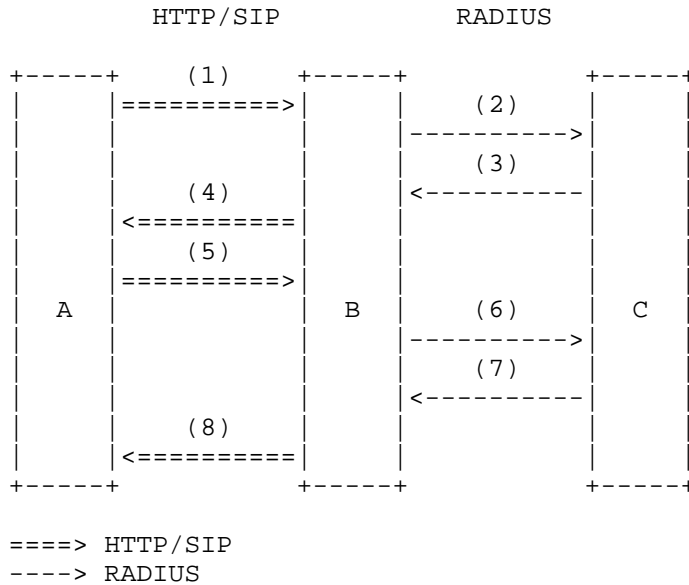 HTTP/SIP RADIUS
(1)
(2)
(3)
(4)
(5)
A B (6) C
(7)
(8)
====> HTTP/SIP
----> RADIUS